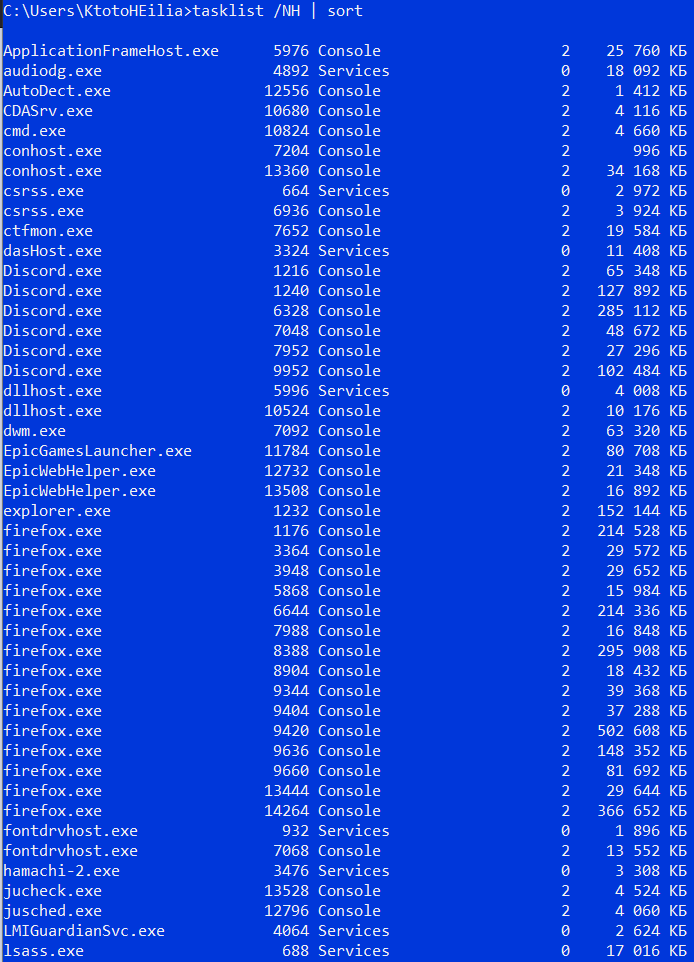 C:\Users\KtotoHEilia>tasklist /NH | sort
ApplicationFrameHost.exe 5976 Console 2 25 760 КБ
audiodg.exe 4892 Services 0 18 092 КБ
AutoDect.exe 12556 Console 2 1 412 КБ
CDASrv.exe 10680 Console 2 4 116 КБ
cmd.exe 10824 Console 2 4 660 КБ
conhost.exe 7204 Console 2 996 КБ
conhost.exe 13360 Console 2 34 168 КБ
csrss.exe 664 Services 0 2 972 КБ
csrss.exe 6936 Console 2 3 924 КБ
ctfmon.exe 7652 Console 2 19 584 КБ
dasHost.exe 3324 Services 0 11 408 КБ
Discord.exe 1216 Console 2 65 348 КБ
Discord.exe 1240 Console 2 127 892 КБ
Discord.exe 6328 Console 2 285 112 КБ
Discord.exe 7048 Console 2 48 672 КБ
Discord.exe 7952 Console 2 27 296 КБ
Discord.exe 9952 Console 2 102 484 КБ
dllhost.exe 5996 Services 0 4 008 КБ
dllhost.exe 10524 Console 2 10 176 КБ
dwm.exe 7092 Console 2 63 320 КБ
EpicGamesLauncher.exe 11784 Console 2 80 708 КБ
EpicWebHelper.exe 12732 Console 2 21 348 КБ
EpicWebHelper.exe 13508 Console 2 16 892 КБ
explorer.exe 1232 Console 2 152 144 КБ
firefox.exe 1176 Console 2 214 528 КБ
firefox.exe 3364 Console 2 29 572 КБ
firefox.exe 3948 Console 2 29 652 КБ
firefox.exe 5868 Console 2 15 984 КБ
firefox.exe 6644 Console 2 214 336 КБ
firefox.exe 7988 Console 2 16 848 КБ
firefox.exe 8388 Console 2 295 908 КБ
firefox.exe 8904 Console 2 18 432 КБ
firefox.exe 9344 Console 2 39 368 КБ
firefox.exe 9404 Console 2 37 288 КБ
firefox.exe 9420 Console 2 502 608 КБ
firefox.exe 9636 Console 2 148 352 КБ
firefox.exe 9660 Console 2 81 692 КБ
firefox.exe 13444 Console 2 29 644 КБ
firefox.exe 14264 Console 2 366 652 КБ
fontdrvhost.exe 932 Services 0 1 896 КБ
fontdrvhost.exe 7068 Console 2 13 552 КБ
hamachi-2.exe 3476 Services 0 3 308 КБ
jucheck.exe 13528 Console 2 4 524 КБ
jusched.exe 12796 Console 2 4 060 КБ
LMIGuardianSvc.exe 4064 Services 0 2 624 КБ
lsass.exe 688 Services 0 17 016 КБ